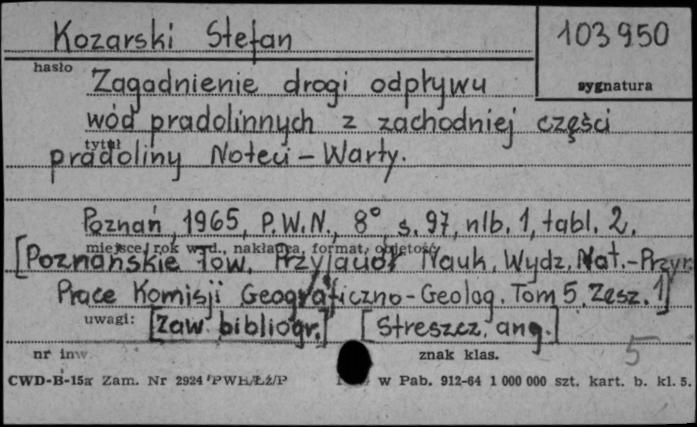 Kozarski Stefan
103950
hasło
sygnatura
Zagadnienie drogi odpływu
wód pradolinnych z zachodniej części
tytuł
pradoliny Noteci – Warty.
Poznań, 1965, P.W.N., 8°, s. 97, nlb. 1, tabl. 2.
miejsce, rok wyd., nakładca, format, objętość
[Poznańskie Tow. Przyjaciół Nauk, Wydz. Mat.-Przyr.
Prace Komisji Geograficzno-Geolog. Tom 5, Zesz. 1]
uwagi: [Zaw. bibliogr.] [Streszcz. ang.]
nr inw.
znak klas. 5
CWD-B-15a Zam. Nr 2924 PWH/Łź/P w Pab. 912-64 1 000 000 szt. kart. b. kl. 5.